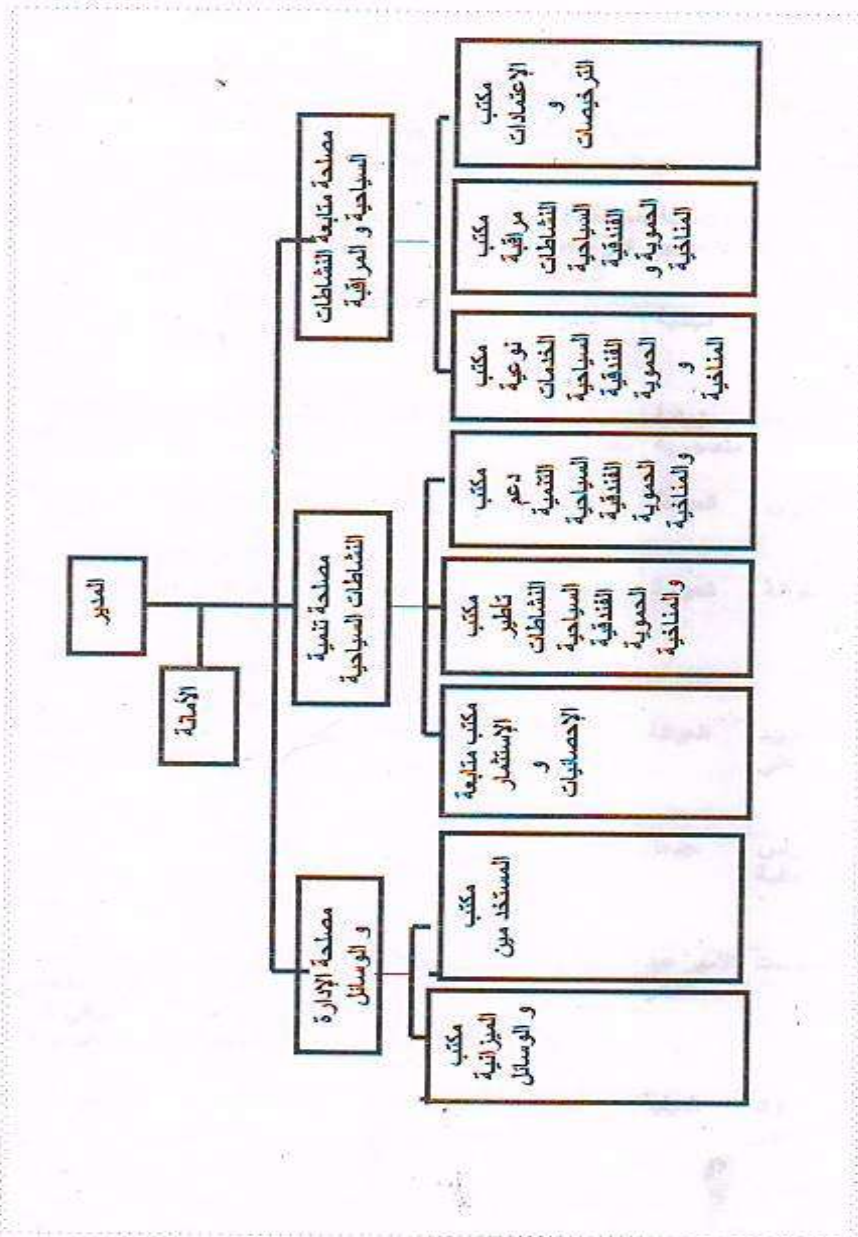 المدير
الأمانة
مصلحة متابعة النشاطات
السياحية و المراقبة
مصلحة تنمية
النشاطات السياحية
مصلحة الإدارة
و الوسائل
مكتب
الإعتمادات
و
الترخيصات
مكتب
مراقبة
النشاطات
السياحية
الفندقية
الحموية و
المناخية
مكتب
نوعية
الخدمات
السياحية
الفندقية
الحموية
و
المناخية
مكتب
دعم
التنمية
السياحية
الفندقية
الحموية
والمناخية
مكتب
تاطير
النشاطات
السياحية
الفندقية
الحموية
والمناخية
مكتب متابعة
الإستثمار
و
الإحصائيات
مكتب
المستخدمين
مكتب
الميزانية
و الوسائل